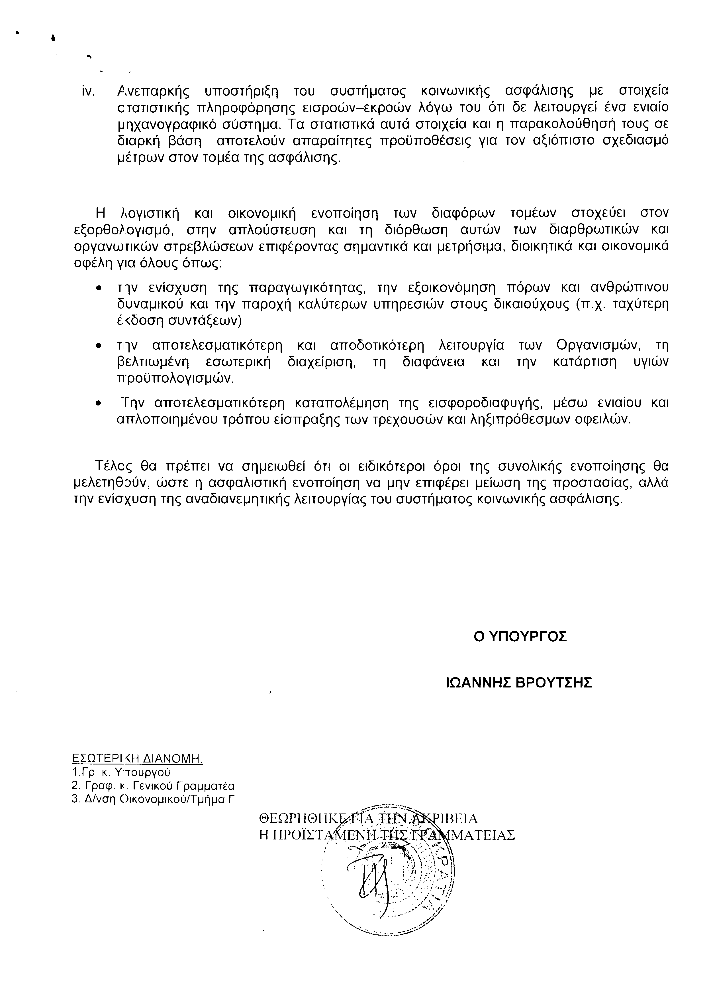 iv. Ανεπαρκής υποστήριξη του συστήματος κοινωνικής ασφάλισης με στοιχεία
στατιστικής πληροφόρησης εισροών–εκροών λόγω του ότι δε λειτουργεί ένα ενιαίο
μηχανογραφικό σύστημα. Τα στατιστικά αυτά στοιχεία και η παρακολούθησή τους σε
διαρκή βάση αποτελούν απαραίτητες προϋποθέσεις για τον αξιόπιστο σχεδιασμό
μέτρων στον τομέα της ασφάλισης.
Η λογιστική και οικονομική ενοποίηση των διαφόρων τομέων στοχεύει στον
εξορθολογισμό, στην απλούστευση και τη διόρθωση αυτών των διαρθρωτικών και
οργανωτικών στρεβλώσεων επιφέροντας σημαντικά και μετρήσιμα, διοικητικά και οικονομικά
οφέλη για όλους όπως:
• την ενίσχυση της παραγωγικότητας, την εξοικονόμηση πόρων και ανθρώπινου
δυναμικού και την παροχή καλύτερων υπηρεσιών στους δικαιούχους (π.χ. ταχύτερη
έκδοση συντάξεων)
• την αποτελεσματικότερη και αποδοτικότερη λειτουργία των Οργανισμών, τη
βελτιωμένη εσωτερική διαχείριση, τη διαφάνεια και την κατάρτιση υγιών
προϋπολογισμών.
• Την αποτελεσματικότερη καταπολέμηση της εισφοροδιαφυγής, μέσω ενιαίου και
απλοποιημένου τρόπου είσπραξης των τρεχουσών και ληξιπρόθεσμων οφειλών.
Τέλος θα πρέπει να σημειωθεί ότι οι ειδικότεροι όροι της συνολικής ενοποίησης θα
μελετηθούν, ώστε η ασφαλιστική ενοποίηση να μην επιφέρει μείωση της προστασίας, αλλά
την ενίσχυση της αναδιανεμητικής λειτουργίας του συστήματος κοινωνικής ασφάλισης.
Ο ΥΠΟΥΡΓΟΣ
ΙΩΑΝΝΗΣ ΒΡΟΥΤΣΗΣ
ΕΣΩΤΕΡΙΚΗ ΔΙΑΝΟΜΗ:
1.Γρ κ. Υπουργού
2. Γραφ. κ. Γενικού Γραμματέα
3. Δ/νση Οικονομικού/Τμήμα Γ
ΘΕΩΡΗΘΗΚΕ ΓΙΑ ΤΗΝ ΑΚΡΙΒΕΙΑ
Η ΠΡΟΪΣΤΑΜΕΝΗ ΤΗΣ ΓΡΑΜΜΑΤΕΙΑΣ